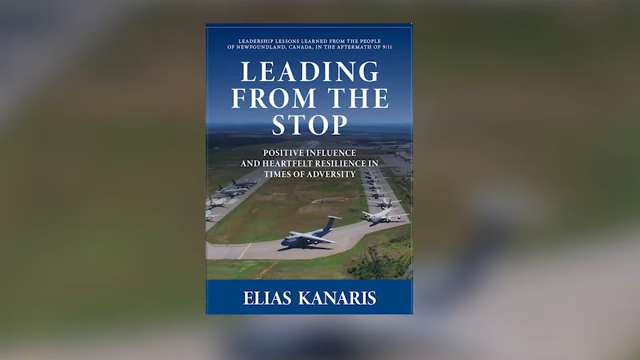 LEADERSHIP LESSONS LEARNED FROM THE PEOPLE
OF NEWFOUNDLAND, CANADA, IN THE AFTERMATH OF 9/11
LEADING
FROM THE
STOP
POSITIVE INFLUENCE
AND HEARTFELT RESILIENCE IN
TIMES OF ADVERSITY
ELIAS KANARIS